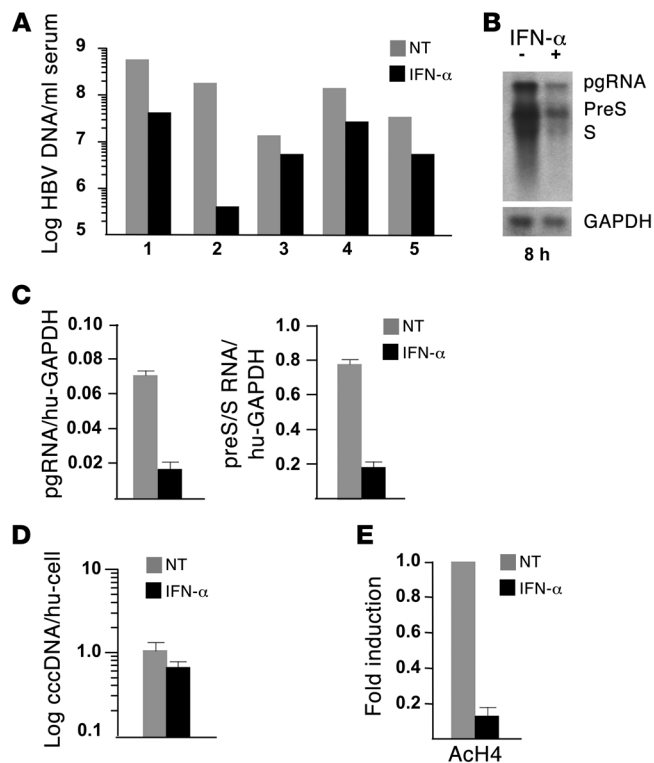 A
Log HBV DNA/ml serum
9
8
7
6
5
1 2 3 4 5
NT
IFN-α
B
IFN-α
- +
pgRNA
PreS
S
GAPDH
8 h
C
pgRNA/hu-GAPDH
0.10
0.08
0.06
0.04
0.02
preS/S RNA/
hu-GAPDH
1.0
0.8
0.6
0.4
0.2
NT
IFN-α
D
Log cccDNA/hu-cell
10
1.0
0.1
NT
IFN-α
E
Fold induction
1.0
0.8
0.6
0.4
0.2
AcH4
NT
IFN-α